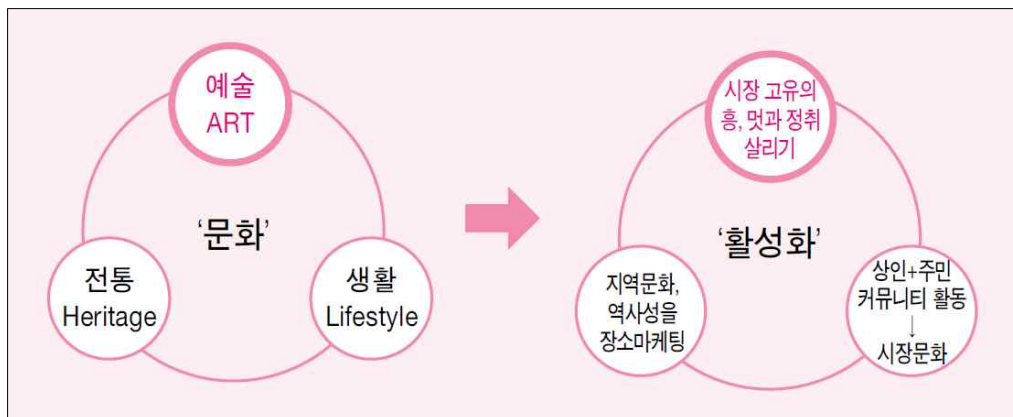 예술
ART
‘문화’
전통
Heritage
생활
Lifestyle
시장 고유의
흥, 멋과 정취
살리기
‘활성화’
지역문화,
역사성을
장소마케팅
상인+주민
커뮤니티 활동
↓
시장문화